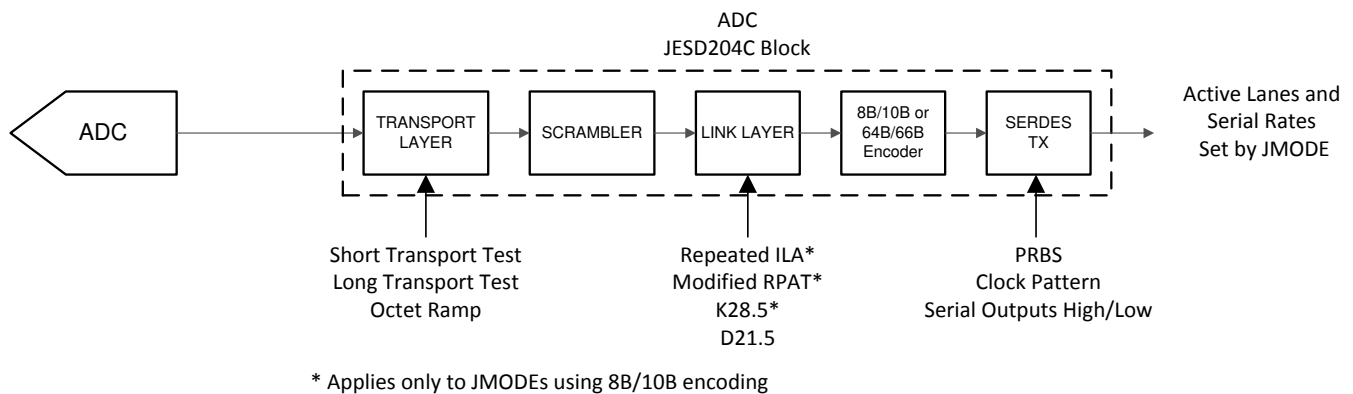 ADC
JESD204C Block
ADC
TRANSPORT
LAYER
SCRAMBLER
LINK LAYER
8B/10B or
64B/66B
Encoder
SERDES
TX
Active Lanes and
Serial Rates
Set by JMODE
Short Transport Test
Long Transport Test
Octet Ramp
Repeated ILA*
Modified RPAT*
K28.5*
D21.5
PRBS
Clock Pattern
Serial Outputs High/Low
* Applies only to JMODEs using 8B/10B encoding